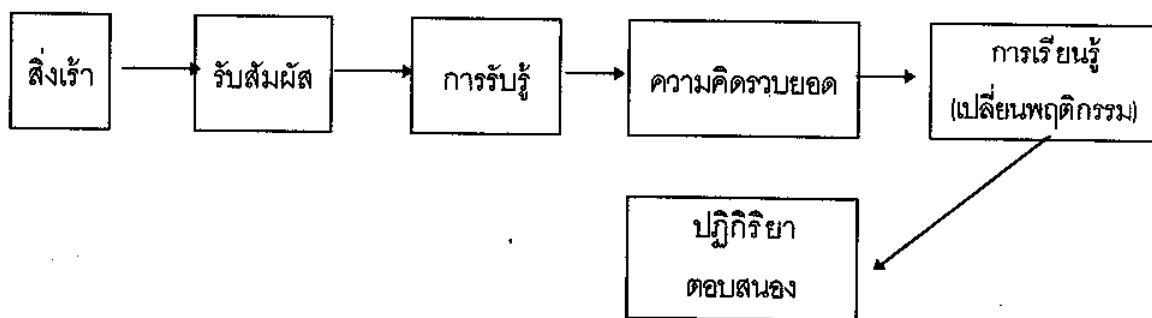 สิ่งเร้า
รับสัมผัส
การรับรู้
ความคิดรวบยอด
การเรียนรู้
(เปลี่ยนพฤติกรรม)
ปฏิกิริยา
ตอบสนอง